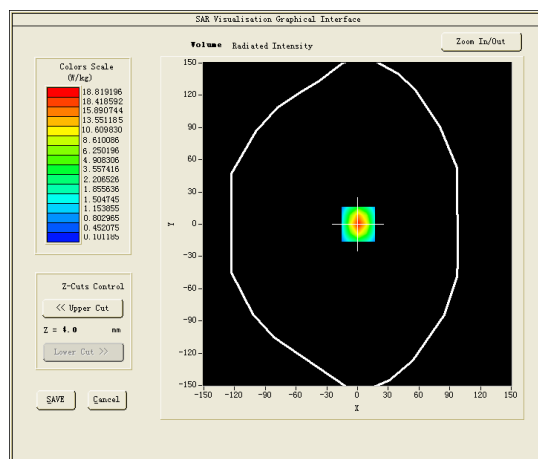 SAR Visualisation Graphical Interface
Volume Radiated Intensity
Zoom In/Out
Colors Scale
(W/kg)
18.819196
18.418592
15.890744
13.551185
10.609830
8.610086
6.250196
4.908306
3.557416
2.206526
1.855636
1.504745
1.153855
0.802965
0.452075
0.101185
Z-Cuts Control
<< Upper Cut
Z = 4.0 mm
Lower Cut >>
SAVE Cancel
150
120
90
60
30
0
-30
-60
-90
-120
-150
Y
-150 -120 -90 -60 -30 0 30 60 90 120 150
X